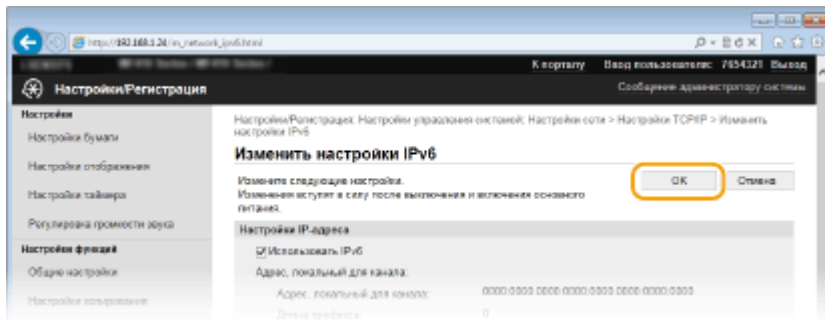 http://192.168.1.24/m_network_ipv6.html
К порталу Ввод пользователя: 7654321 Выход
Настройки/Регистрация
Сообщение администратору системы
Настройки
Настройки бумаги
Настройки отображения
Настройки таймера
Регулировка громкости звука
Настройки функций
Общие настройки
Настройки копирования
Настройки/Регистрация: Настройки управления системой: Настройки сети > Настройки TCP/IP > Изменить
настройки IPv6
Изменить настройки IPv6
Измените следующие настройки.
Изменения вступят в силу после выключения и включения основного
питания.
OK Отмена
Настройки IP-адреса
Использовать IPv6
Адрес, локальный для канала:
Адрес, локальный для канала: 0000:0000:0000:0000:0000:0000:0000:0000
Длина префикса: 0